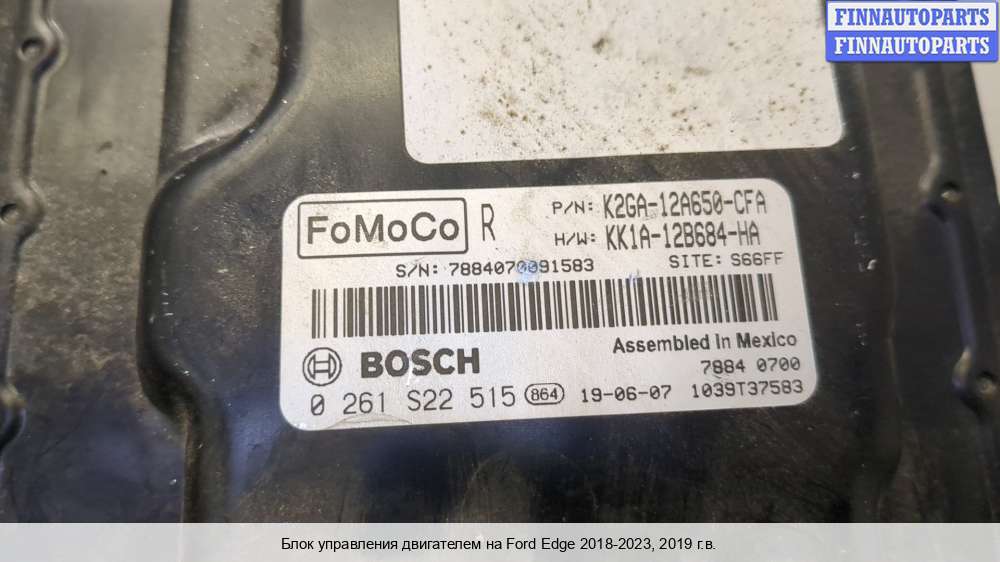 FINNAUTOPARTS
FINNAUTOPARTS
FoMoCo R P/N: K2GA-12A650-CFA
H/W: KK1A-12B684-HA
S/N: 7884070091583 SITE: S66FF
Assembled in Mexico
BOSCH 7884 0700
0 261 S22 515 864 19-06-07 1039T37583
Блок управления двигателем на Ford Edge 2018-2023, 2019 г.в.